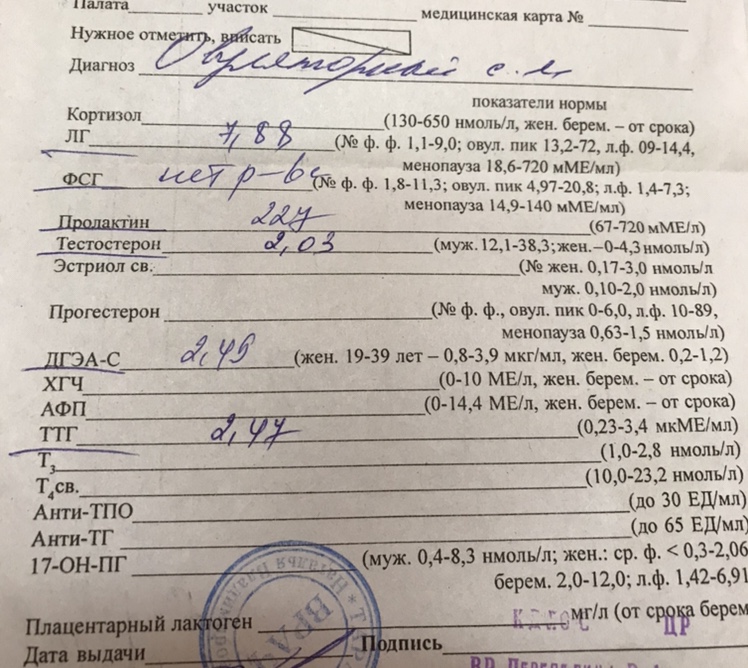 Палата участок медицинская карта №
Нужное отметить, вписать
Диагноз Овуляторный с. м.
показатели нормы
Кортизол (130-650 нмоль/л, жен. берем. – от срока)
ЛГ 7,88 (№ ф. ф. 1,1-9,0; овул. пик 13,2-72, л.ф. 09-14,4,
менопауза 18,6-720 мМЕ/мл)
ФСГ нет р-ва (№ ф. ф. 1,8-11,3; овул. пик 4,97-20,8; л.ф. 1,4-7,3;
менопауза 14,9-140 мМЕ/мл)
Пролактин 227 (67-720 мМЕ/л)
Тестостерон 2,03 (муж. 12,1-38,3; жен. –0-4,3 нмоль/л)
Эстриол св. (№ жен. 0,17-3,0 нмоль/л
муж. 0,10-2,0 нмоль/л)
Прогестерон (№ ф. ф., овул. пик 0-6,0, л.ф. 10-89,
менопауза 0,63-1,5 нмоль/л)
ДГЭА-С 2,45 (жен. 19-39 лет – 0,8-3,9 мкг/мл, жен. берем. 0,2-1,2)
ХГЧ (0-10 МЕ/л, жен. берем. – от срока)
АФП (0-14,4 МЕ/л, жен. берем. – от срока)
ТТГ 2,47 (0,23-3,4 мкМЕ/мл)
Т3 (1,0-2,8 нмоль/л)
Т4св. (10,0-23,2 нмоль/л)
Анти-ТПО (до 30 ЕД/мл)
Анти-ТГ (до 65 ЕД/мл)
17-ОН-ПГ (муж. 0,4-8,3 нмоль/л; жен.: ср. ф. < 0,3-2,06
берем. 2,0-12,0; л.ф. 1,42-6,91
Плацентарный лактоген мг/л (от срока берем
ЦР
Дата выдачи Подпись
ВРАЧ
Наталья Владимировна